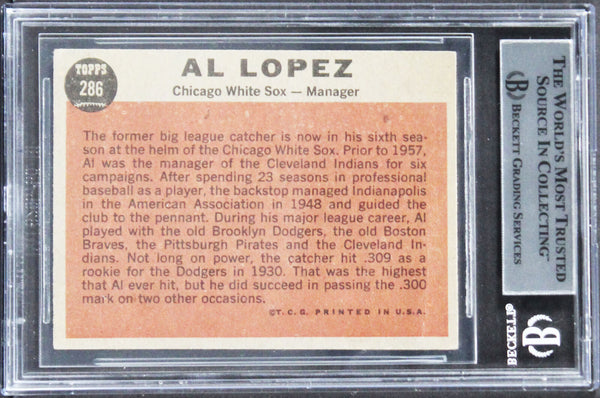 TOPPS
286
AL LOPEZ
Chicago White Sox — Manager
The former big league catcher is now in his sixth sea-
son at the helm of the Chicago White Sox. Prior to 1957,
Al was the manager of the Cleveland Indians for six
campaigns. After spending 23 seasons in professional
baseball as a player, the backstop managed Indianapolis
in the American Association in 1948 and guided the
club to the pennant. During his major league career, Al
played with the old Brooklyn Dodgers, the old Boston
Braves, the Pittsburgh Pirates and the Cleveland In-
dians. Not long on power, the catcher hit .309 as a
rookie for the Dodgers in 1930. That was the highest
that Al ever hit, but he did succeed in passing the .300
mark on two other occasions.
©T.C.G. PRINTED IN U.S.A.
THE WORLD'S MOST TRUSTED
SOURCE IN COLLECTING™
B BECKETT GRADING SERVICES
BECKETT
B